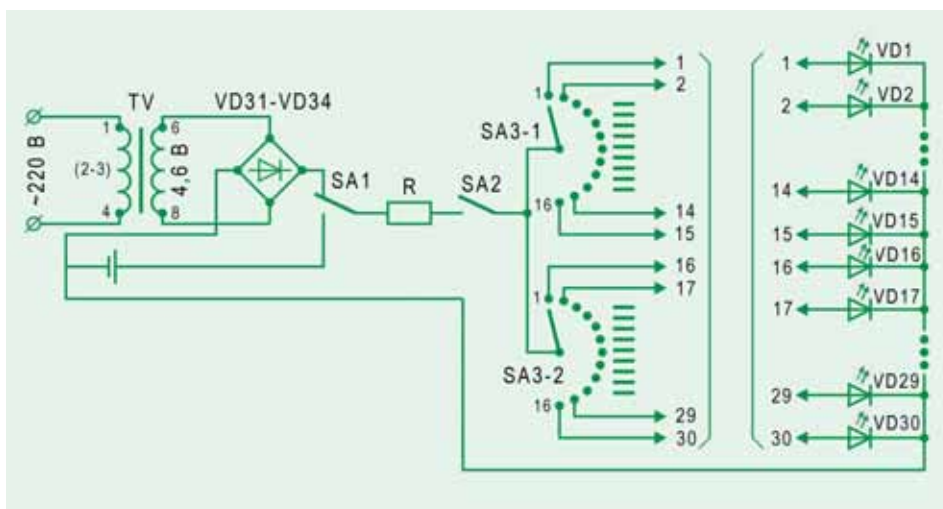 ~220 В
TV
1
(2-3)
4
6
4,6 В
8
VD31-VD34
SA1
R
SA2
SA3-1
1
16
1
2
14
15
SA3-2
1
16
16
17
29
30
1 VD1
2 VD2
14 VD14
15 VD15
16 VD16
17 VD17
29 VD29
30 VD30